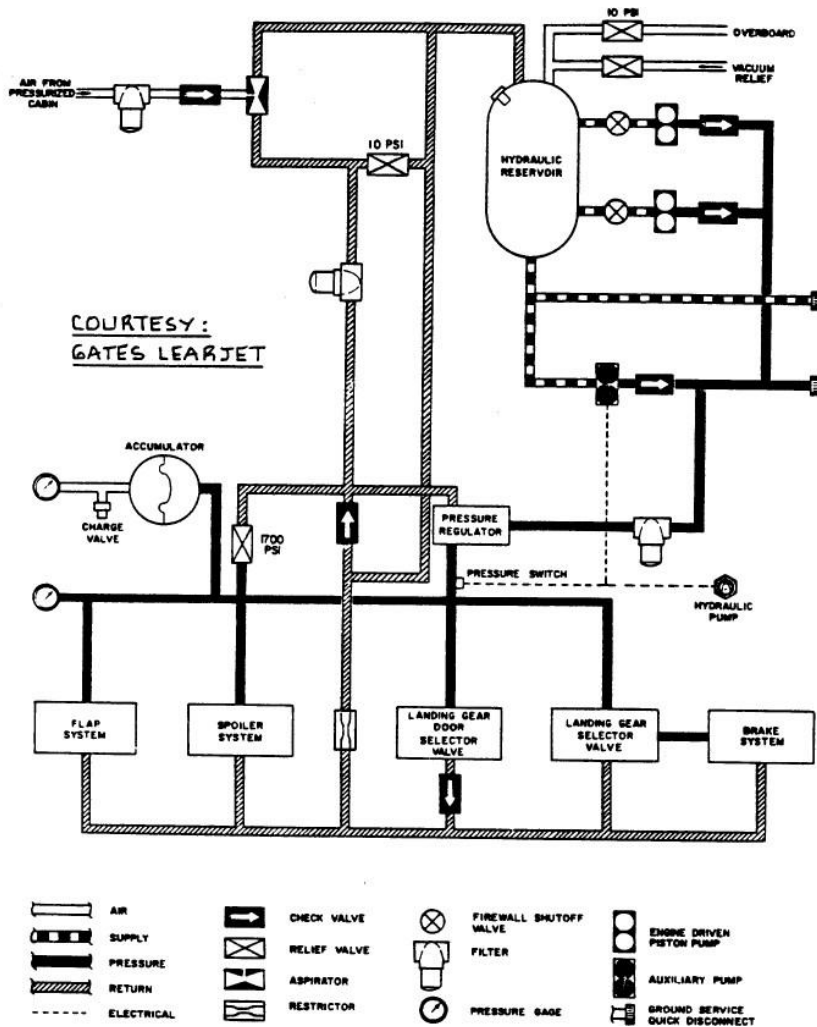 10 PSI
OVERBOARD
VACUUM
RELIEF
AIR FROM
PRESSURIZED
CABIN
10 PSI
HYDRAULIC
RESERVOIR
COURTESY:
GATES LEARJET
ACCUMULATOR
CHARGE
VALVE
1700
PSI
PRESSURE
REGULATOR
PRESSURE SWITCH
HYDRAULIC
PUMP
FLAP
SYSTEM
SPOILER
SYSTEM
LANDING GEAR
DOOR
SELECTOR
VALVE
LANDING GEAR
SELECTOR
VALVE
BRAKE
SYSTEM
AIR
SUPPLY
PRESSURE
RETURN
ELECTRICAL
CHECK VALVE
RELIEF VALVE
ASPIRATOR
RESTRICTOR
FIREWALL SHUTOFF
VALVE
FILTER
PRESSURE GAGE
ENGINE DRIVEN
PISTON PUMP
AUXILIARY PUMP
GROUND SERVICE
QUICK DISCONNECT